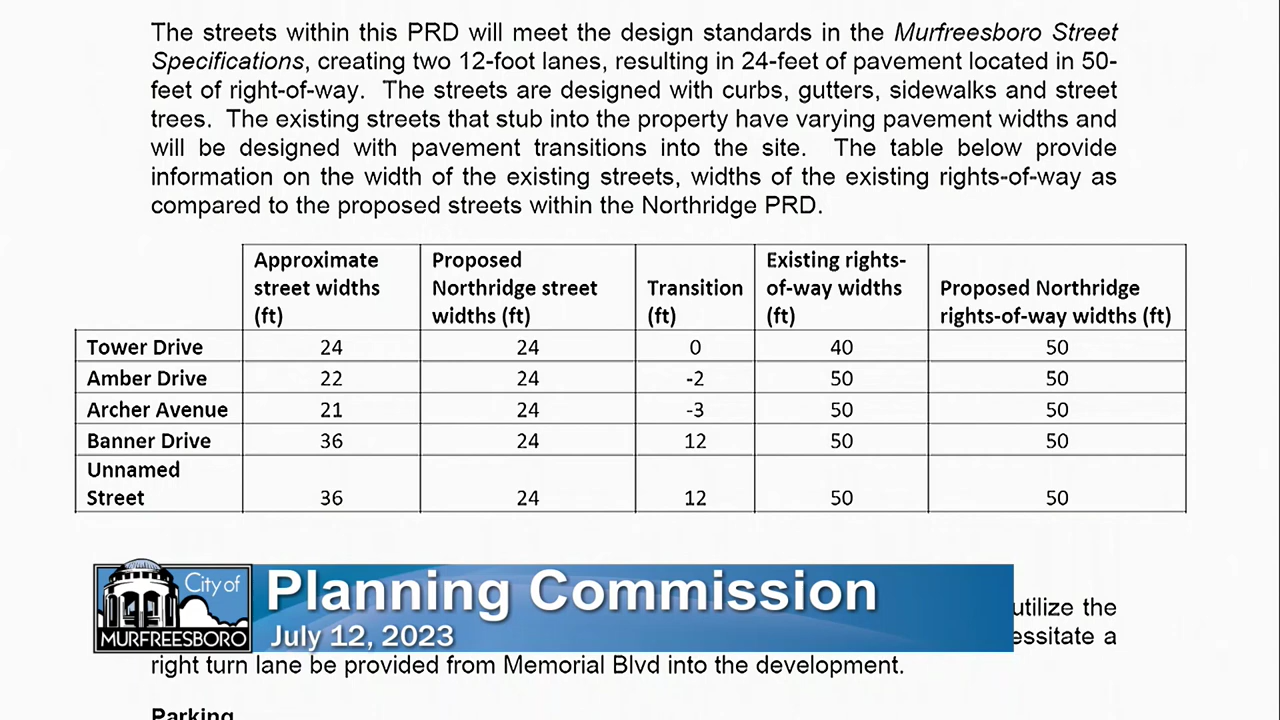 The streets within this PRD will meet the design standards in the Murfreesboro Street
Specifications, creating two 12-foot lanes, resulting in 24-feet of pavement located in 50-
feet of right-of-way. The streets are designed with curbs, gutters, sidewalks and street
trees. The existing streets that stub into the property have varying pavement widths and
will be designed with pavement transitions into the site. The table below provide
information on the width of the existing streets, widths of the existing rights-of-way as
compared to the proposed streets within the Northridge PRD.
Approximate street widths (ft) Proposed Northridge street widths (ft) Transition (ft) Existing rights-of-way widths (ft) Proposed Northridge rights-of-way widths (ft)
Tower Drive 24 24 0 40 50
Amber Drive 22 24 -2 50 50
Archer Avenue 21 24 -3 50 50
Banner Drive 36 24 12 50 50
Unnamed Street 36 24 12 50 50
City of
MURFREESBORO
Planning Commission
July 12, 2023
utilize the
essitate a
right turn lane be provided from Memorial Blvd into the development.
Parking